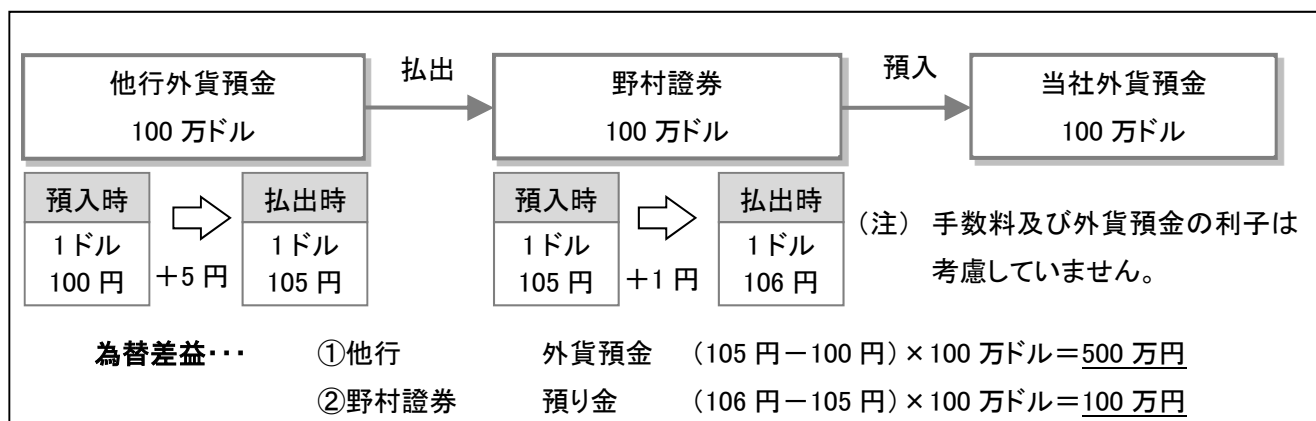 他行外貨預金
100 万ドル
払出
野村證券
100 万ドル
預入
当社外貨預金
100 万ドル
預入時
1ドル
100 円
+5 円
払出時
1ドル
105 円
預入時
1ドル
105 円
+1 円
払出時
1ドル
106 円
(注) 手数料及び外貨預金の利子は
考慮していません。
為替差益・・・ ①他行 外貨預金 (105 円-100 円)×100 万ドル=500 万円
②野村證券 預り金 (106 円-105 円)×100 万ドル=100 万円